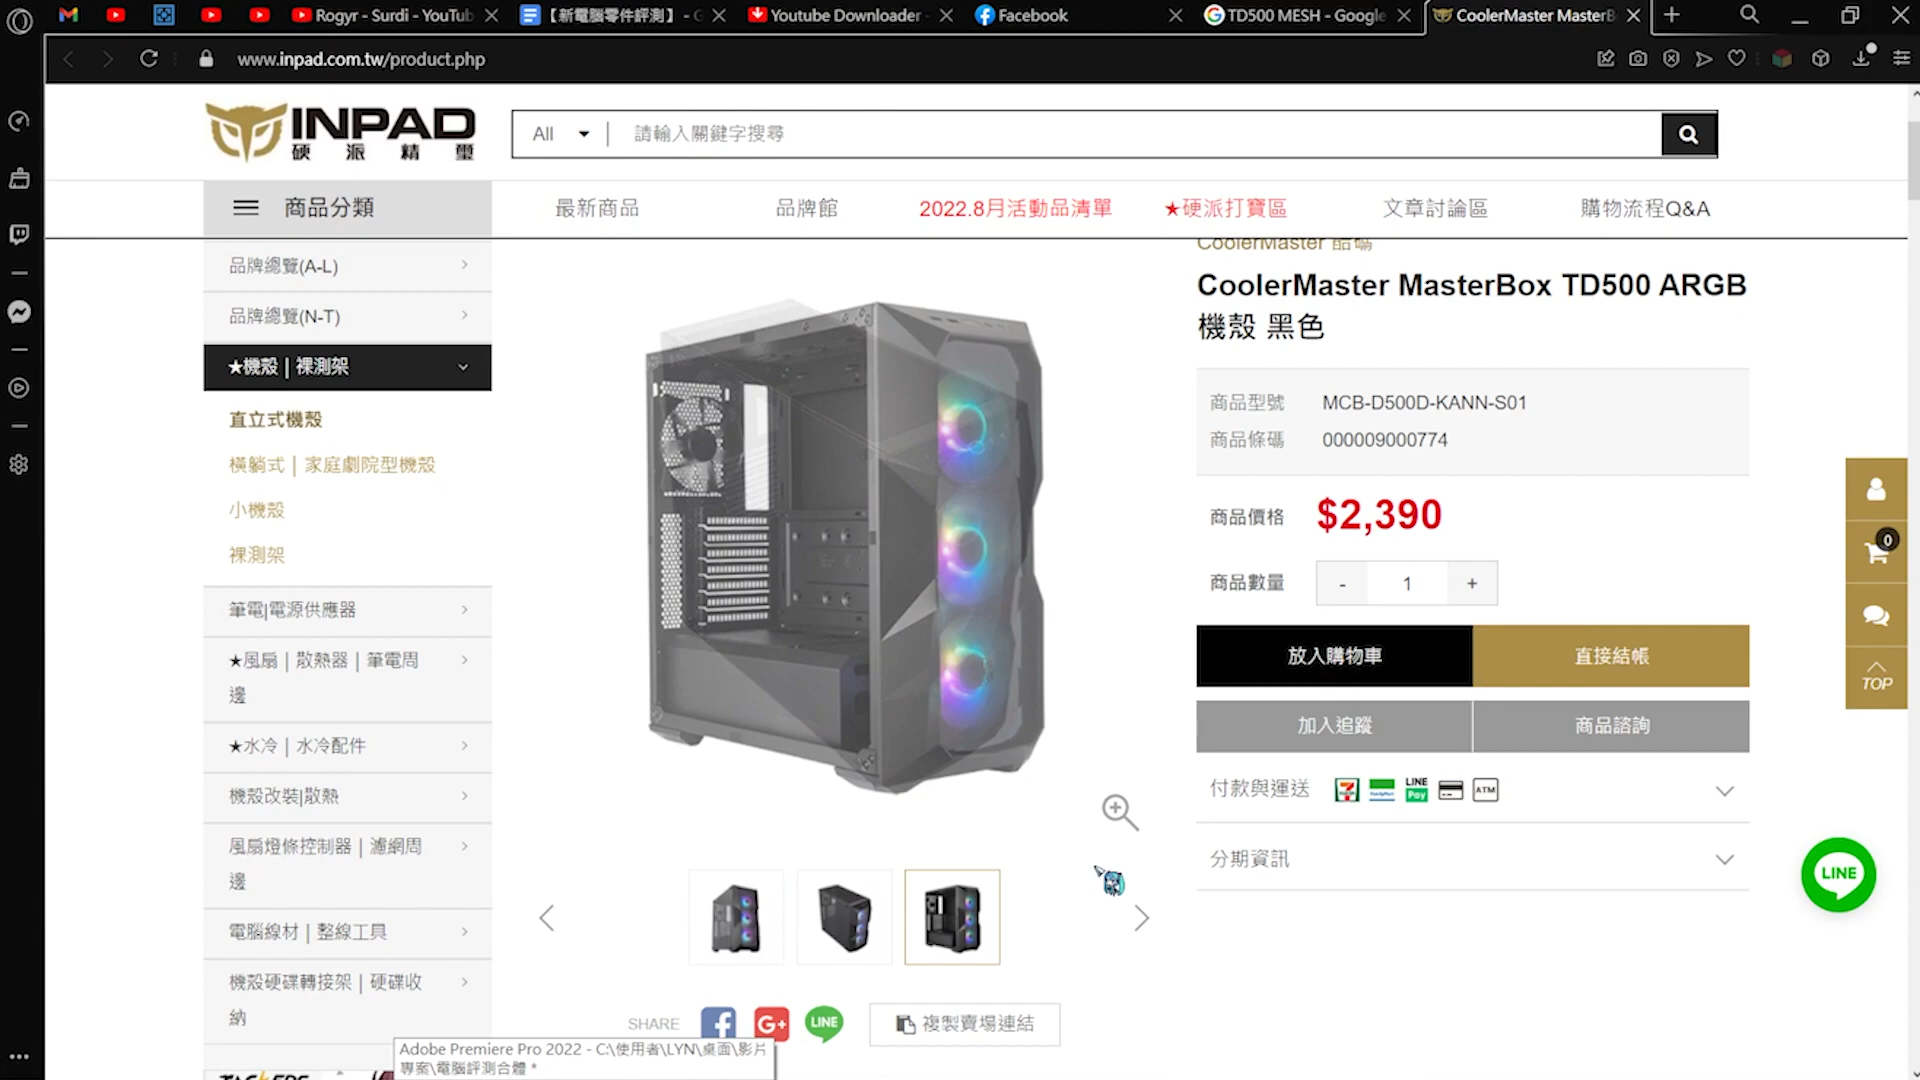 Rogyr - Surdi - YouTub
【新電腦零件評測】 - G
Youtube Downloader -
Facebook
TD500 MESH - Google
CoolerMaster MasterB
www.inpad.com.tw/product.php
INPAD
硬派精璽
All
請輸入關鍵字搜尋
商品分類
最新商品
品牌館
2022.8月活動品清單
★硬派打寶區
文章討論區
購物流程Q&A
品牌總覽(A-L)
品牌總覽(N-T)
★機殼 | 裸測架
直立式機殼
橫躺式 | 家庭劇院型機殼
小機殼
裸測架
筆電|電源供應器
★風扇 | 散熱器 | 筆電周
邊
★水冷 | 水冷配件
機殼改裝|散熱
風扇燈條控制器 | 濾網周
邊
電腦線材 | 整線工具
機殼硬碟轉接架 | 硬碟收
納
CoolerMaster 酷碼
CoolerMaster MasterBox TD500 ARGB
機殼 黑色
商品型號 MCB-D500D-KANN-S01
商品條碼 000009000774
商品價格 $2,390
商品數量 - 1 +
放入購物車
直接結帳
加入追蹤
商品諮詢
付款與運送
LINE
Pay
ATM
分期資訊
0
TOP
LINE
SHARE
G+
LINE
複製賣場連結
Adobe Premiere Pro 2022 - C:\使用者\LYN\桌面\影片
專案\電腦評測合體 *